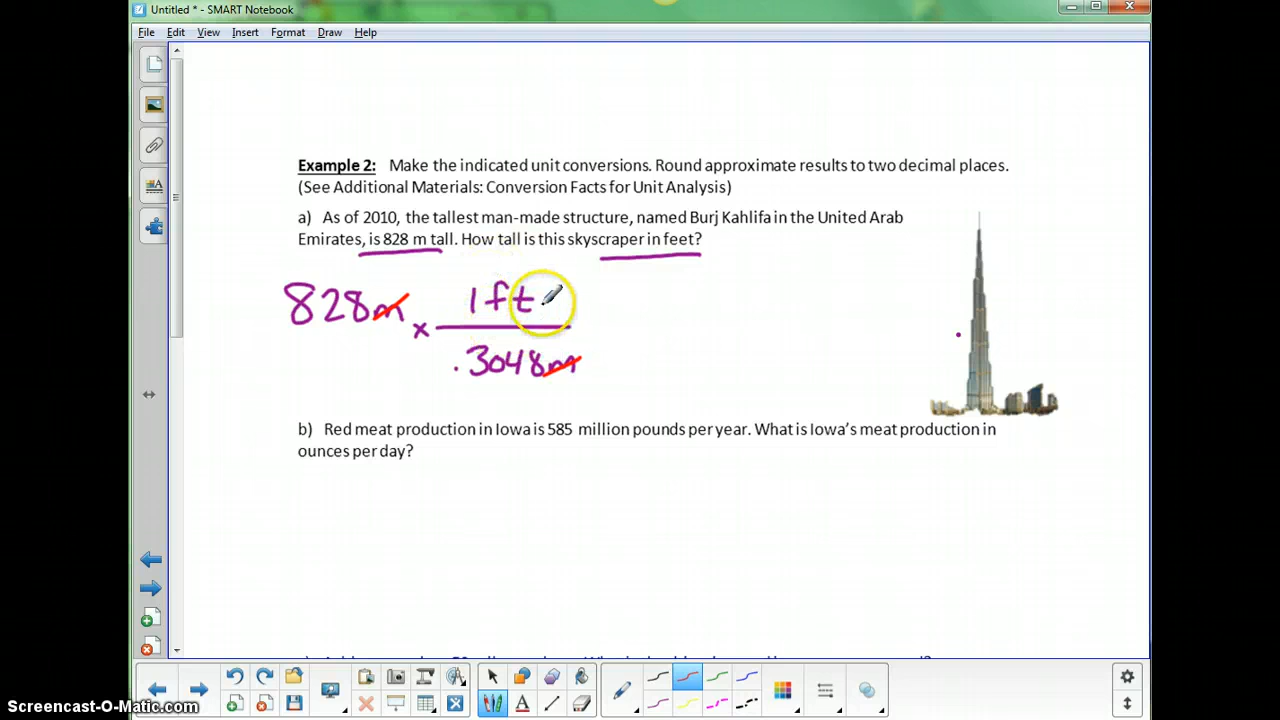 Untitled * - SMART Notebook
File Edit View Insert Format Draw Help
Example 2: Make the indicated unit conversions. Round approximate results to two decimal places.
(See Additional Materials: Conversion Facts for Unit Analysis)
a) As of 2010, the tallest man-made structure, named Burj Kahlifa in the United Arab
Emirates, is 828 m tall. How tall is this skyscraper in feet?
828m x 1 ft
.3048m
b) Red meat production in Iowa is 585 million pounds per year. What is Iowa's meat production in
ounces per day?
Screencast-O-Matic.com